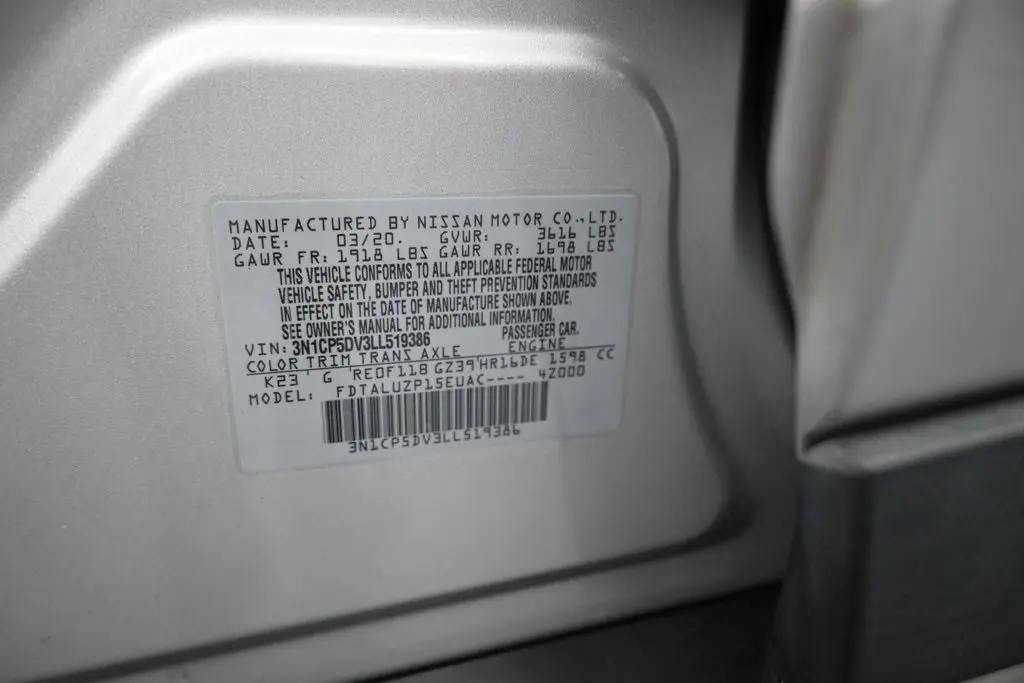 MANUFACTURED BY NISSAN MOTOR CO.,LTD.
DATE: 03/20. GVWR: 3616 LBS
GAWR FR: 1918 LBS GAWR RR: 1698 LBS
THIS VEHICLE CONFORMS TO ALL APPLICABLE FEDERAL MOTOR
VEHICLE SAFETY, BUMPER AND THEFT PREVENTION STANDARDS
IN EFFECT ON THE DATE OF MANUFACTURE SHOWN ABOVE.
SEE OWNER'S MANUAL FOR ADDITIONAL INFORMATION.
VIN: 3N1CP5DV3LL519386 PASSENGER CAR.
COLOR TRIM TRANS AXLE ENGINE
K23 ' G 'RE0F11B GZ39'HR16DE 1598 CC
MODEL: FDTALUZP15EUAC---- 42000
3N1CP5DV3LL519386